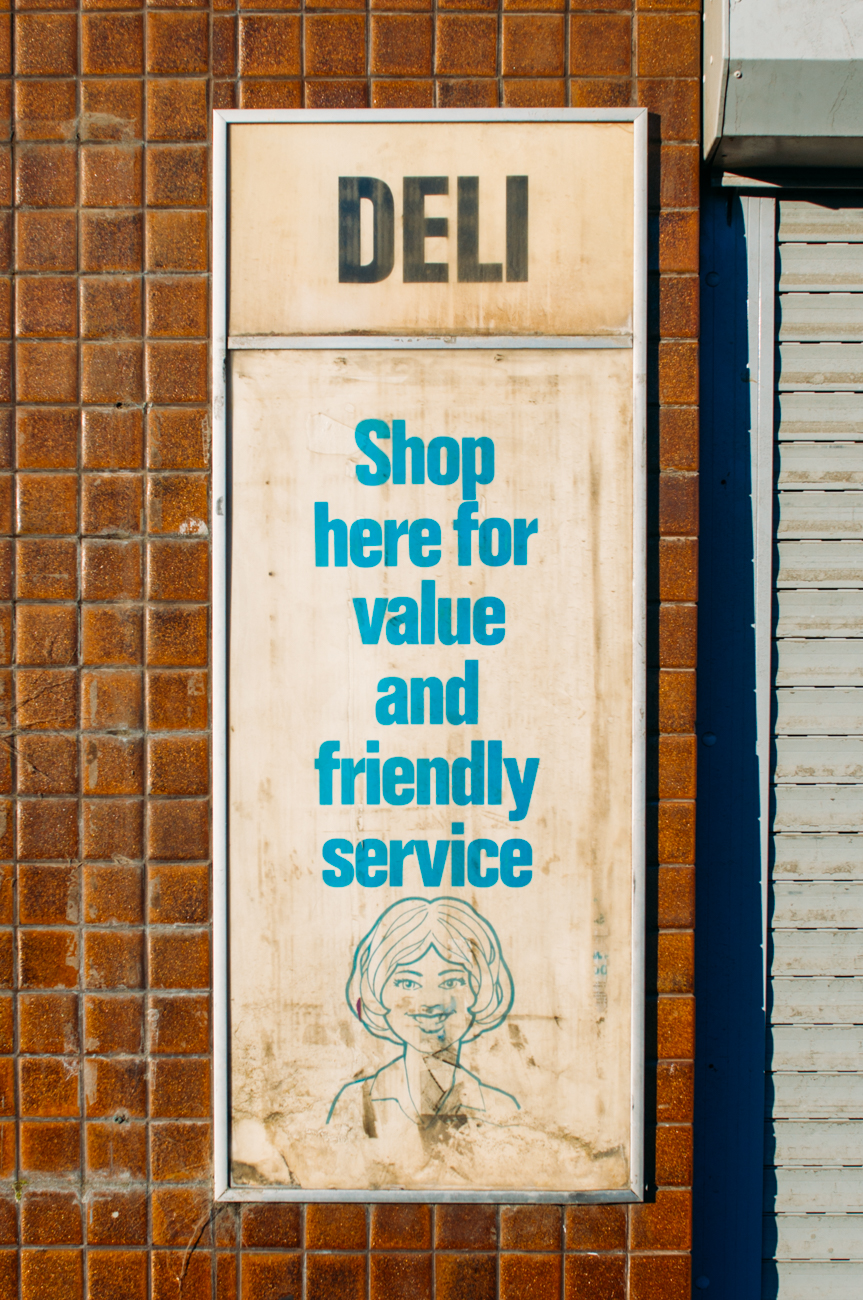 DELI
Shop
here for
value
and
friendly
service